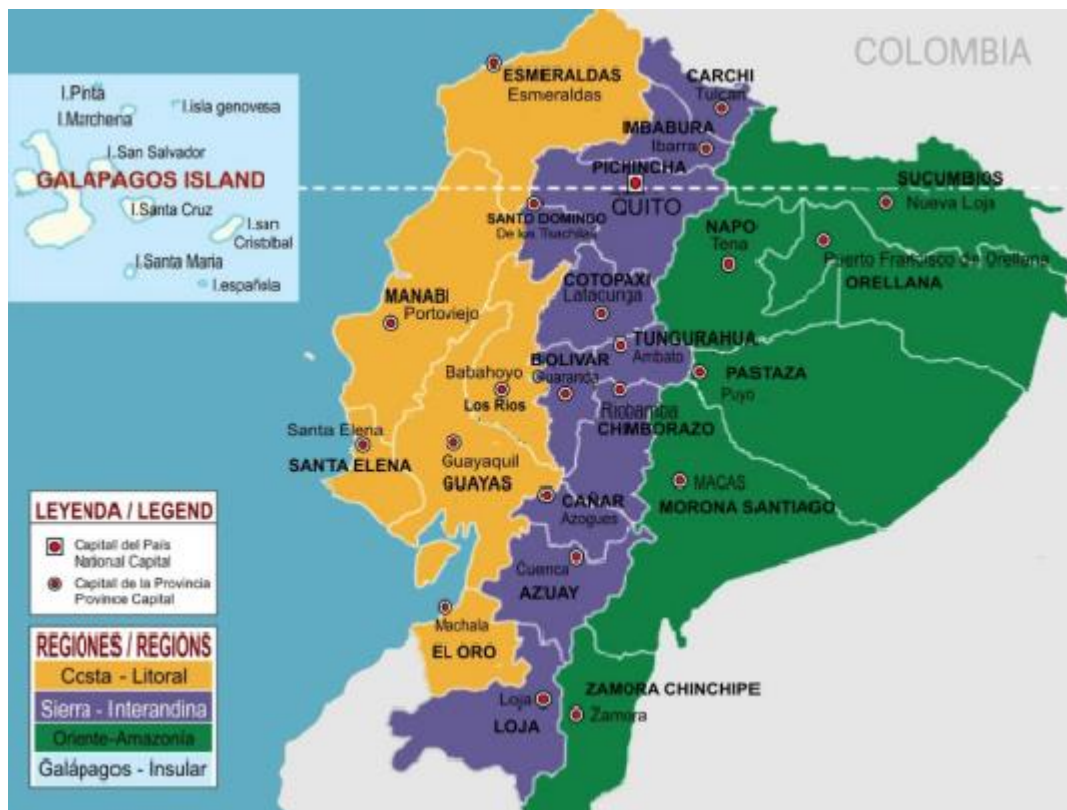 COLOMBIA
I.Pinta
I.Marchena
I.isla genovesa
I.San Salvador
GALÁPAGOS ISLAND
I.Santa Cruz
I.san
Cristibal
I.Santa Maria
I.española
ESMERALDAS
Esmeraldas
CARCHI
Tulcan
IMBABURA
Ibarra
PICHINCHA
QUITO
SANTO DOMINGO
De los Tsachilas
SUCUMBIOS
Nueva Loja
NAPO
Tena
Puerto Francisco de Orellana
ORELLANA
COTOPAXI
Latacunga
MANABI
Portoviejo
TUNGURAHUA
Ambato
BOLIVAR
Guaranda
PASTAZA
Puyo
Babahoyo
Los Rios
Riobamba
CHIMBORAZO
Santa Elena
SANTA ELENA
Guayaquil
GUAYAS
MACAS
MORONA SANTIAGO
CAÑAR
Azogues
Cuenca
AZUAY
Machala
EL ORO
Loja
LOJA
ZAMORA CHINCHIPE
Zamora
LEYENDA / LEGEND
Capital del País
National Capital
Capital de la Provincia
Province Capital
REGIONES / REGIONS
Ccsta - Litoral
Sierra - Interandina
Oriente-Amazonía
Galápagos - Insular